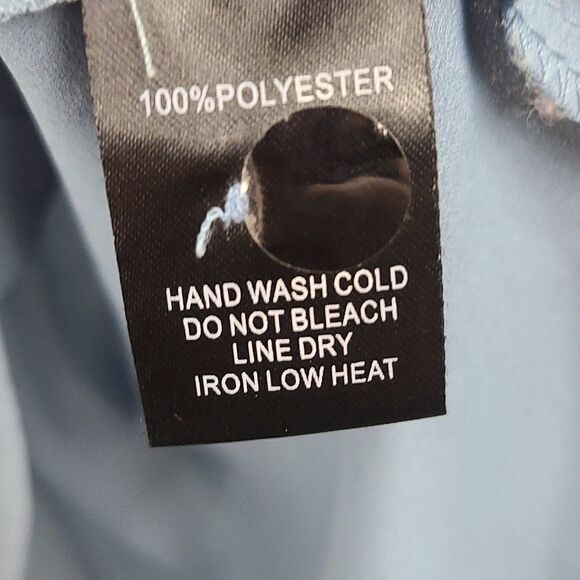 100%POLYESTER
HAND WASH COLD
DO NOT BLEACH
LINE DRY
IRON LOW HEAT